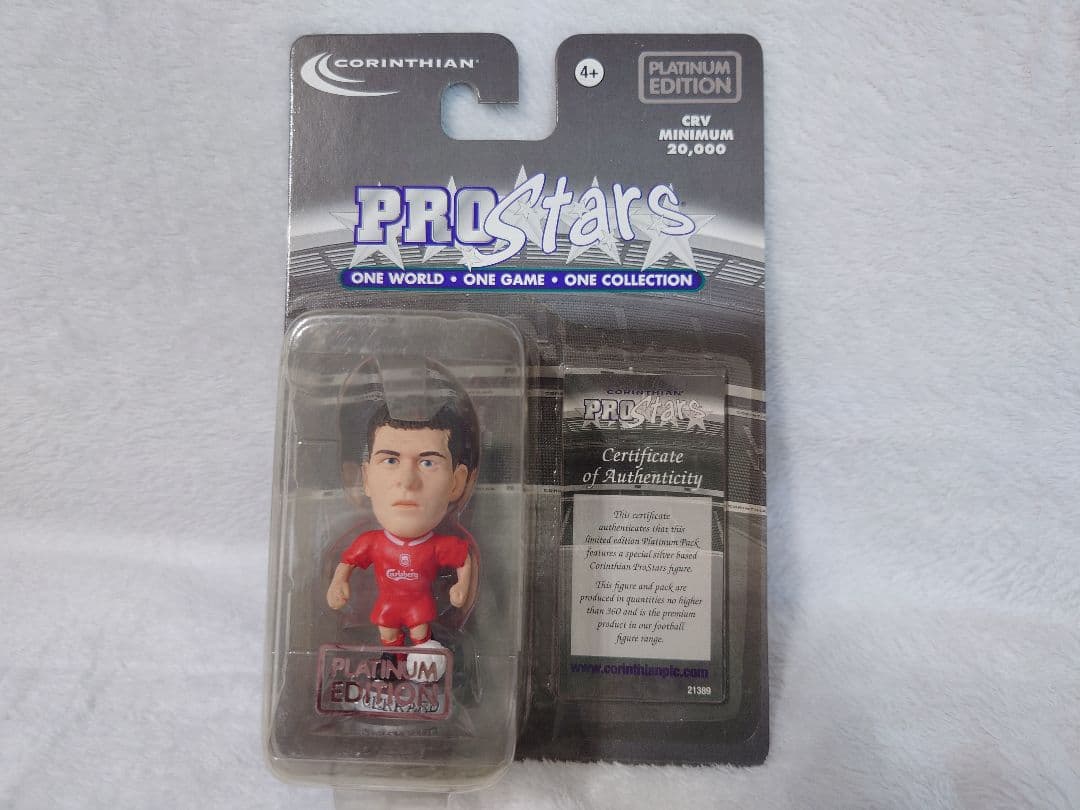 CORINTHIAN
4+
PLATINUM
EDITION
CRV
MINIMUM
20,000
PROStars
ONE WORLD • ONE GAME • ONE COLLECTION
CORINTHIAN
PROStars
Certificate
of Authenticity
This certificate
authenticates that this
limited edition Platinum Pack
features a special silver based
Corinthian ProStars figure.
This figure and pack are
produced in quantities no higher
than 360 and is the premium
product in our football
figure range.
www.corinthianpic.com
21389
Carlsberg
PLATINUM
EDITION
GERRARD